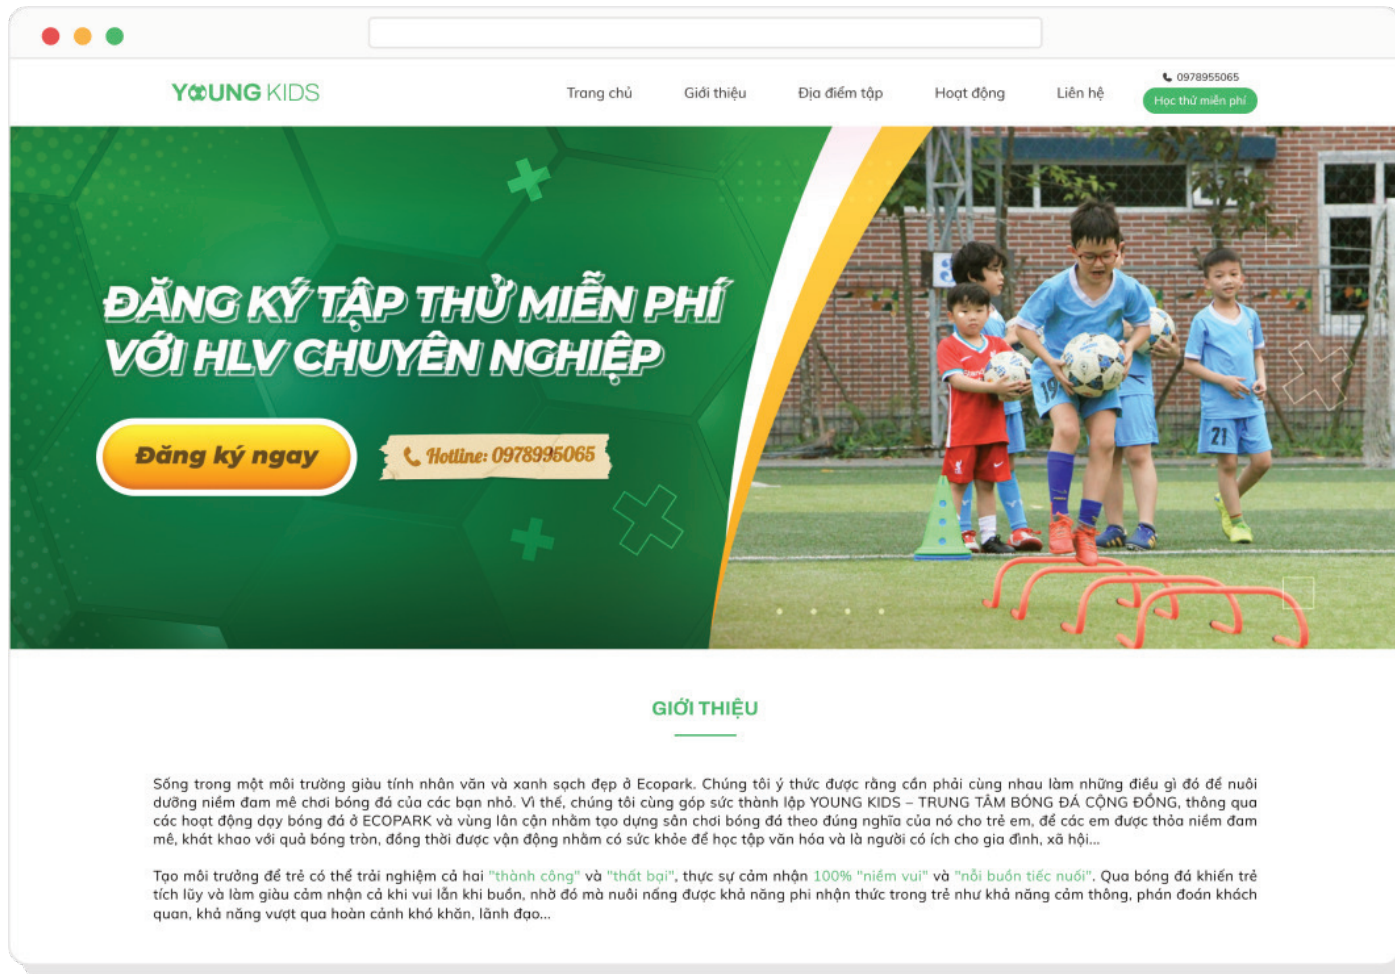 YOUNG KIDS
Trang chủ
Giới thiệu
Địa điểm tập
Hoạt động
Liên hệ
0978955065
Học thử miễn phí
ĐĂNG KÝ TẬP THỬ MIỄN PHÍ
VỚI HLV CHUYÊN NGHIỆP
Đăng ký ngay
Hotline: 0978995065
19
21
GIỚI THIỆU
Sống trong một môi trường giàu tính nhân văn và xanh sạch đẹp ở Ecopark. Chúng tôi ý thức được rằng cần phải cùng nhau làm những điều gì đó để nuôi
dưỡng niềm đam mê chơi bóng đá của các bạn nhỏ. Vì thế, chúng tôi cùng góp sức thành lập YOUNG KIDS – TRUNG TÂM BÓNG ĐÁ CỘNG ĐỒNG, thông qua
các hoạt động dạy bóng đá ở ECOPARK và vùng lân cận nhằm tạo dựng sân chơi bóng đá theo đúng nghĩa của nó cho trẻ em, để các em được thỏa niềm đam
mê, khát khao với quả bóng tròn, đồng thời được vận động nhằm có sức khỏe để học tập văn hóa và là người có ích cho gia đình, xã hội...
Tạo môi trưởng để trẻ có thể trải nghiệm cả hai "thành công" và "thất bại", thực sự cảm nhận 100% "niềm vui" và "nỗi buồn tiếc nuối". Qua bóng đá khiến trẻ
tích lũy và làm giàu cảm nhận cả khi vui lẫn khi buồn, nhờ đó mà nuôi nấng được khả năng phi nhận thức trong trẻ như khả năng cảm thông, phán đoán khách
quan, khả năng vượt qua hoàn cảnh khó khăn, lãnh đạo...